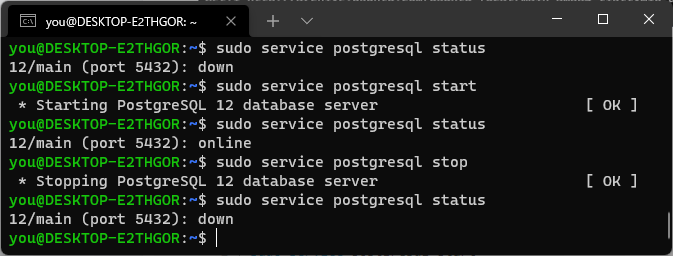 you@DESKTOP-E2THGOR: ~
you@DESKTOP-E2THGOR:~$ sudo service postgresql status
12/main (port 5432): down
you@DESKTOP-E2THGOR:~$ sudo service postgresql start
 * Starting PostgreSQL 12 database server [ OK ]
you@DESKTOP-E2THGOR:~$ sudo service postgresql status
12/main (port 5432): online
you@DESKTOP-E2THGOR:~$ sudo service postgresql stop
 * Stopping PostgreSQL 12 database server [ OK ]
you@DESKTOP-E2THGOR:~$ sudo service postgresql status
12/main (port 5432): down
you@DESKTOP-E2THGOR:~$